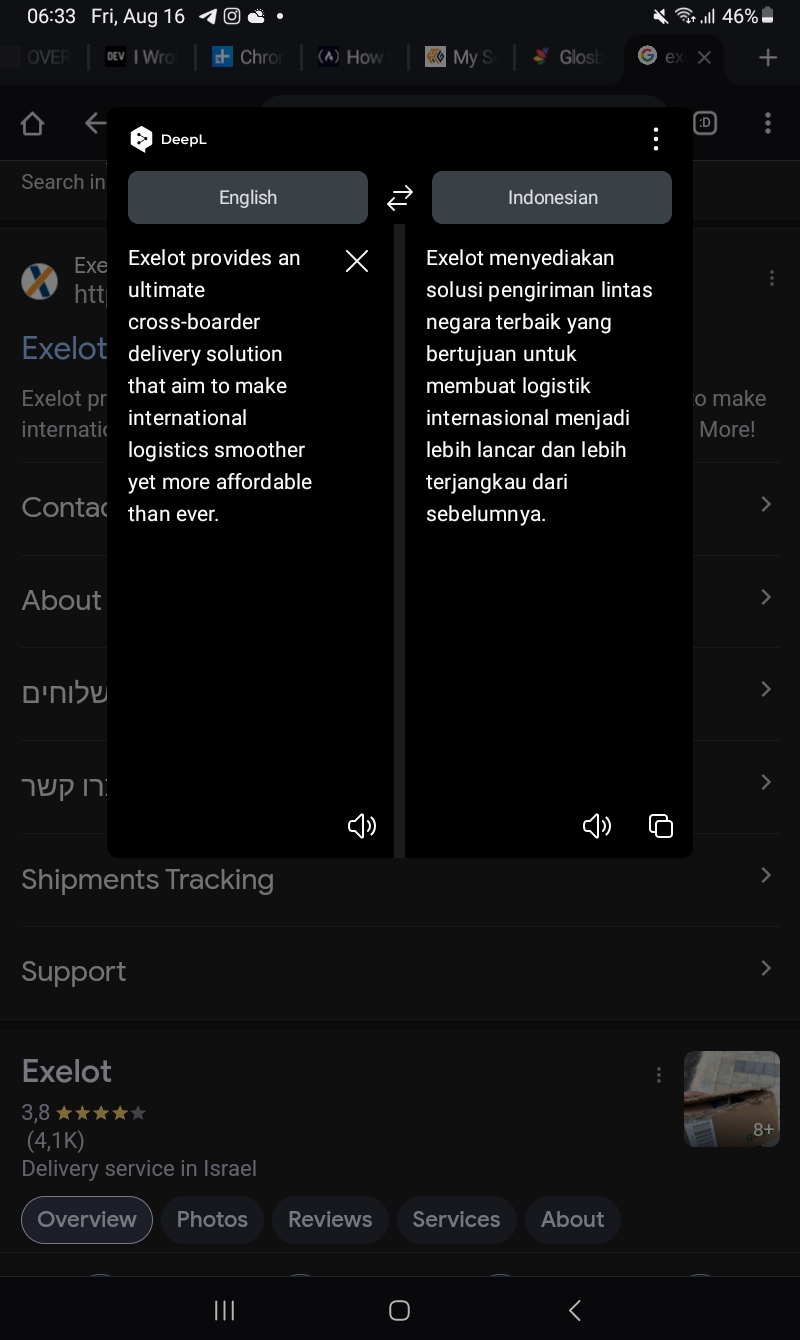 06:33 Fri, Aug 16 46%
OVER DEV I Wro Chro How My S Glosb ex
:D
Search in
DeepL
English Indonesian
Exelot provides an
ultimate
cross-boarder
delivery solution
that aim to make
international
logistics smoother
yet more affordable
than ever.
Exelot menyediakan
solusi pengiriman lintas
negara terbaik yang
bertujuan untuk
membuat logistik
internasional menjadi
lebih lancar dan lebih
terjangkau dari
sebelumnya.
Exe
htt
Exelot
Exelot pr o make
internatio More!
Contac
About
שלוחים
רו קשר
Shipments Tracking
Support
Exelot
3,8
(4,1K)
Delivery service in Israel
8+
Overview Photos Reviews Services About